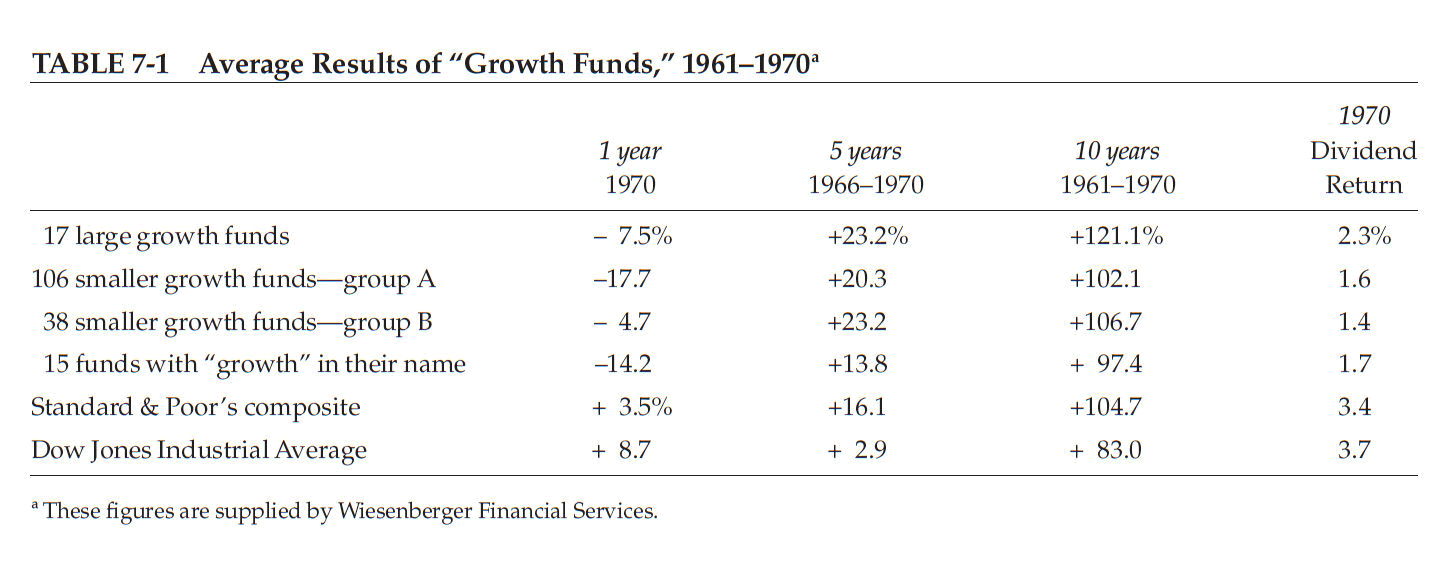 TABLE 7-1 Average Results of “Growth Funds,” 1961–1970ᵃ
1970
1 year 5 years 10 years Dividend
1970 1966–1970 1961–1970 Return
17 large growth funds – 7.5% +23.2% +121.1% 2.3%
106 smaller growth funds—group A –17.7 +20.3 +102.1 1.6
38 smaller growth funds—group B – 4.7 +23.2 +106.7 1.4
15 funds with “growth” in their name –14.2 +13.8 + 97.4 1.7
Standard & Poor’s composite + 3.5% +16.1 +104.7 3.4
Dow Jones Industrial Average + 8.7 + 2.9 + 83.0 3.7
ᵃ These figures are supplied by Wiesenberger Financial Services.